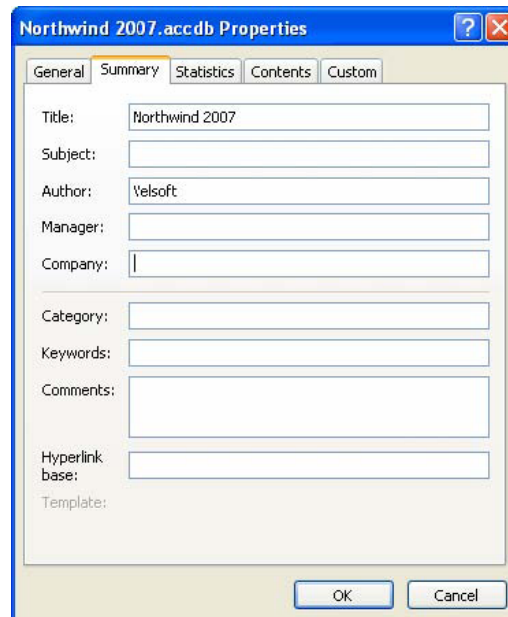 Northwind 2007.accdb Properties
General Summary Statistics Contents Custom
Title: Northwind 2007
Subject:
Author: Velsoft
Manager:
Company:
Category:
Keywords:
Comments:
Hyperlink
base:
Template:
OK Cancel